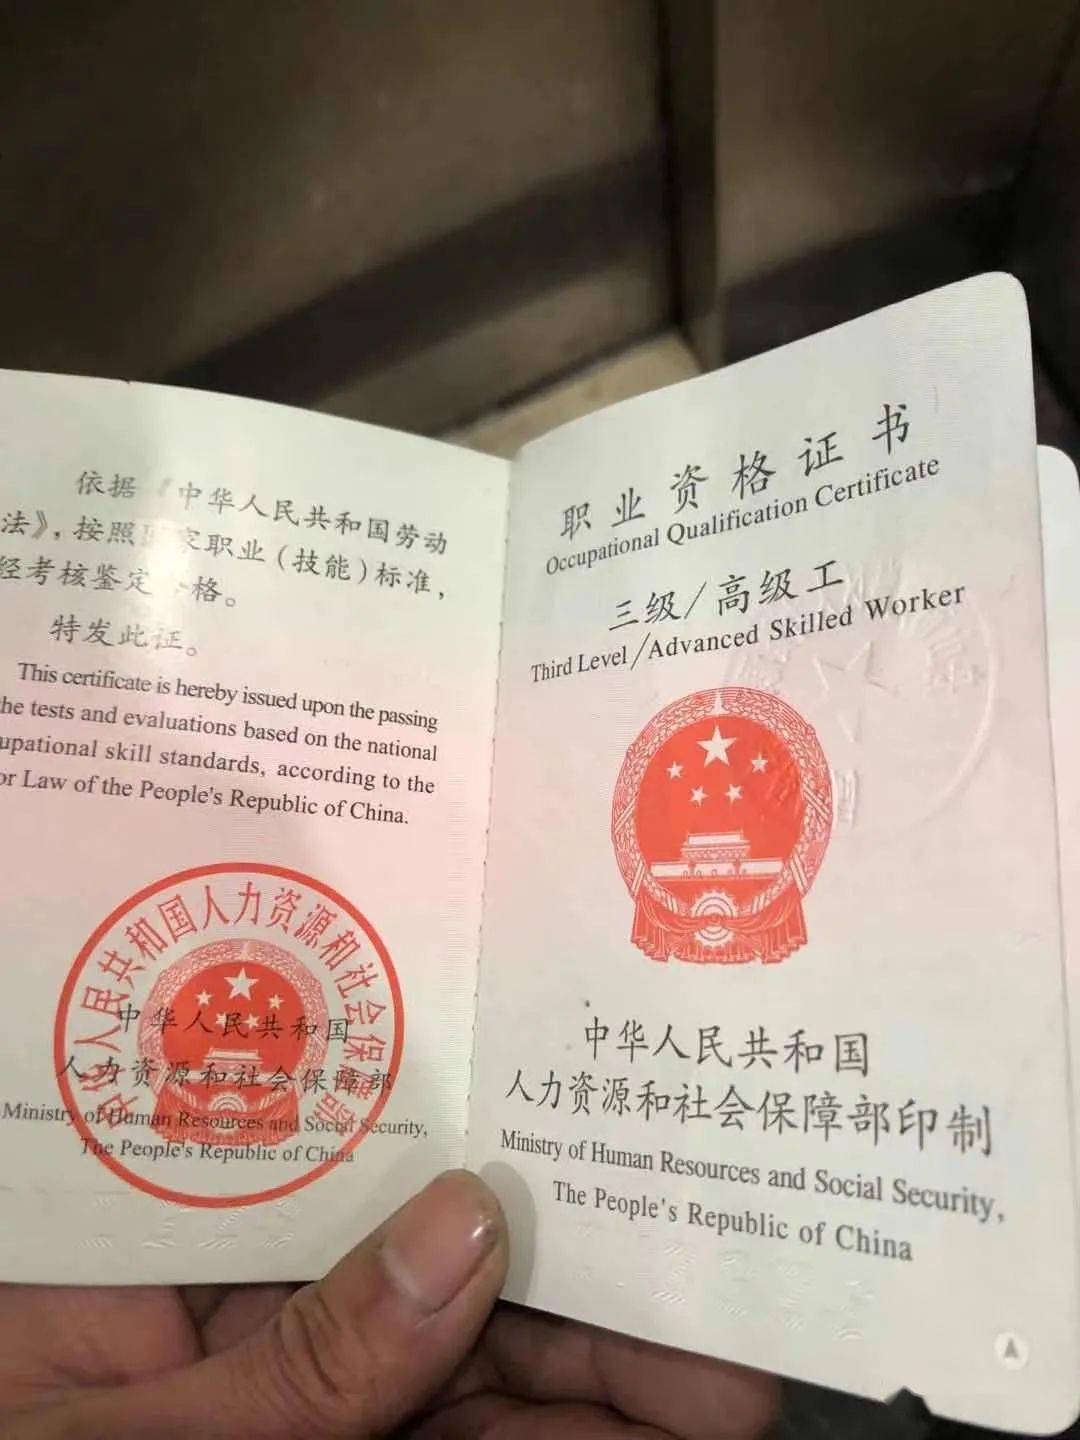 依据《中华人民共和国劳动
法》，按照国家职业(技能)标准，
经考核鉴定合格。
特发此证。
This certificate is hereby issued upon the passing
the tests and evaluations based on the national
upational skill standards, according to the
or Law of the People's Republic of China.
中华人民共和国人力资源和社会保障部
中华人民共和国
人力资源和社会保障部
Ministry of Human Resources and Social Security,
The People's Republic of China
职业资格证书
Occupational Qualification Certificate
三级/高级工
Third Level/Advanced Skilled Worker
中华人民共和国
人力资源和社会保障部印制
Ministry of Human Resources and Social Security,
The People's Republic of China